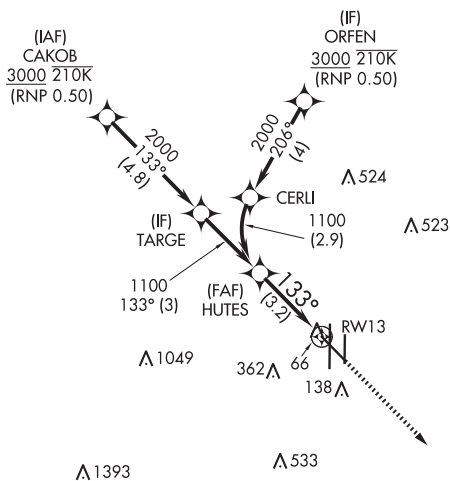 (IAF)
CAKOB
3000 210K
(RNP 0.50)
(IF)
ORFEN
3000 210K
(RNP 0.50)
2000
133°
(4.8)
2000
206°
(4)
524
CERLI
523
(IF)
TARGE
1100
(2.9)
1100
133° (3)
(FAF)
HUTES
133°
(3.2)
RW13
1049
362
66
138
1393
533